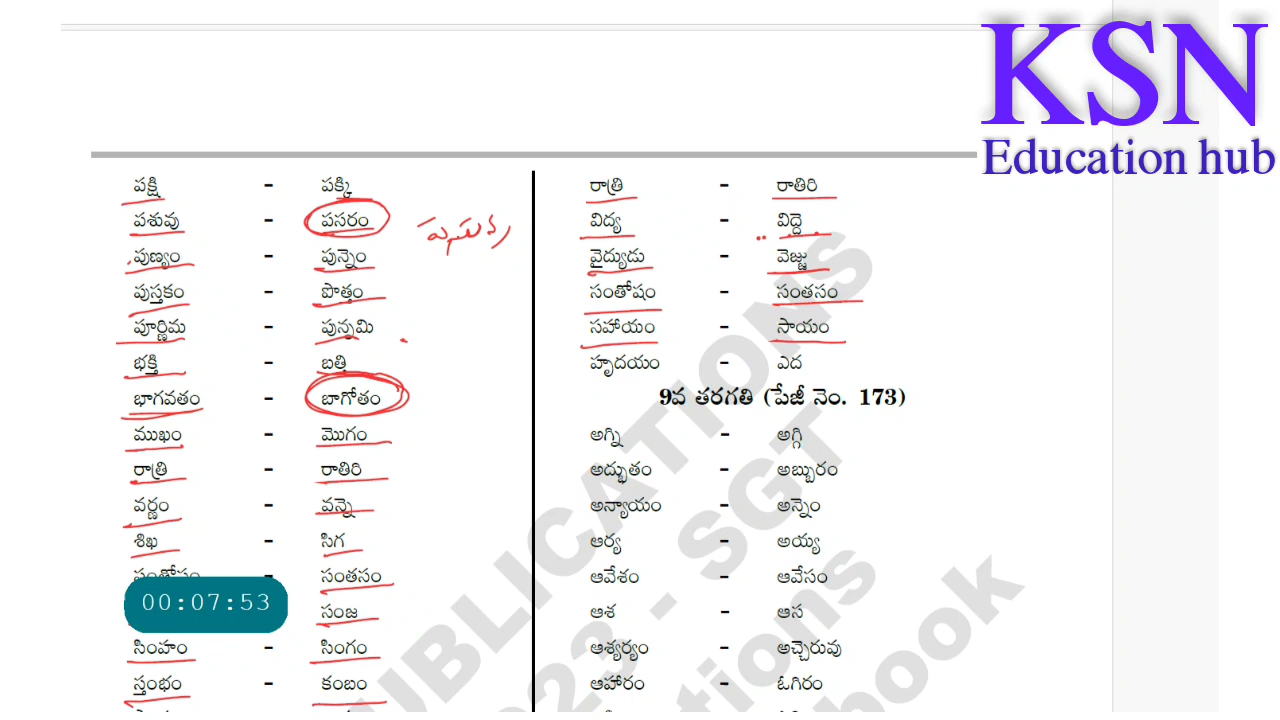 KSN
Education hub
పక్షి - పక్కి
పశువు - పసరం
పుణ్యం - పున్నెం
పుస్తకం - పొత్తం
పూర్ణిమ - పున్నమి
భక్తి - బత్తి
భాగవతం - బాగోతం
ముఖం - మొగం
రాత్రి - రాతిరి
వర్ణం - వన్నె
శిఖ - సిగ
సంతోషం - సంతసం
00:07:53
సంజ
సింహం - సింగం
స్తంభం - కంబం
రాత్రి - రాతిరి
విద్య - విద్దె
వైద్యుడు - వెజ్జు
సంతోషం - సంతసం
సహాయం - సాయం
హృదయం - ఎద
9వ తరగతి (పేజీ నెం. 173)
అగ్ని - అగ్గి
అద్భుతం - అబ్బురం
అన్యాయం - అన్నెం
ఆర్య - అయ్య
ఆవేశం - ఆవేసం
ఆశ - ఆస
ఆశ్చర్యం - అచ్చెరువు
ఆహారం - ఓగిరం